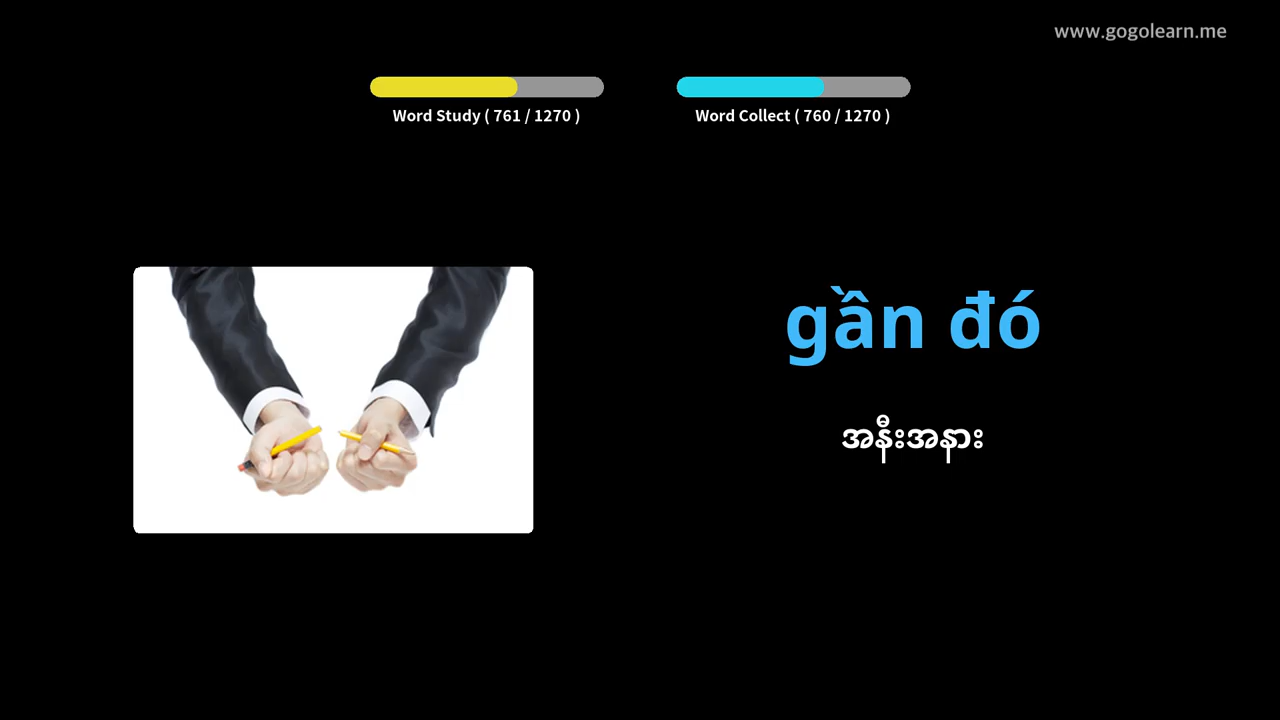 www.gogolearn.me
Word Study ( 761 / 1270 )
Word Collect ( 760 / 1270 )
gần đó
အနီးအနား